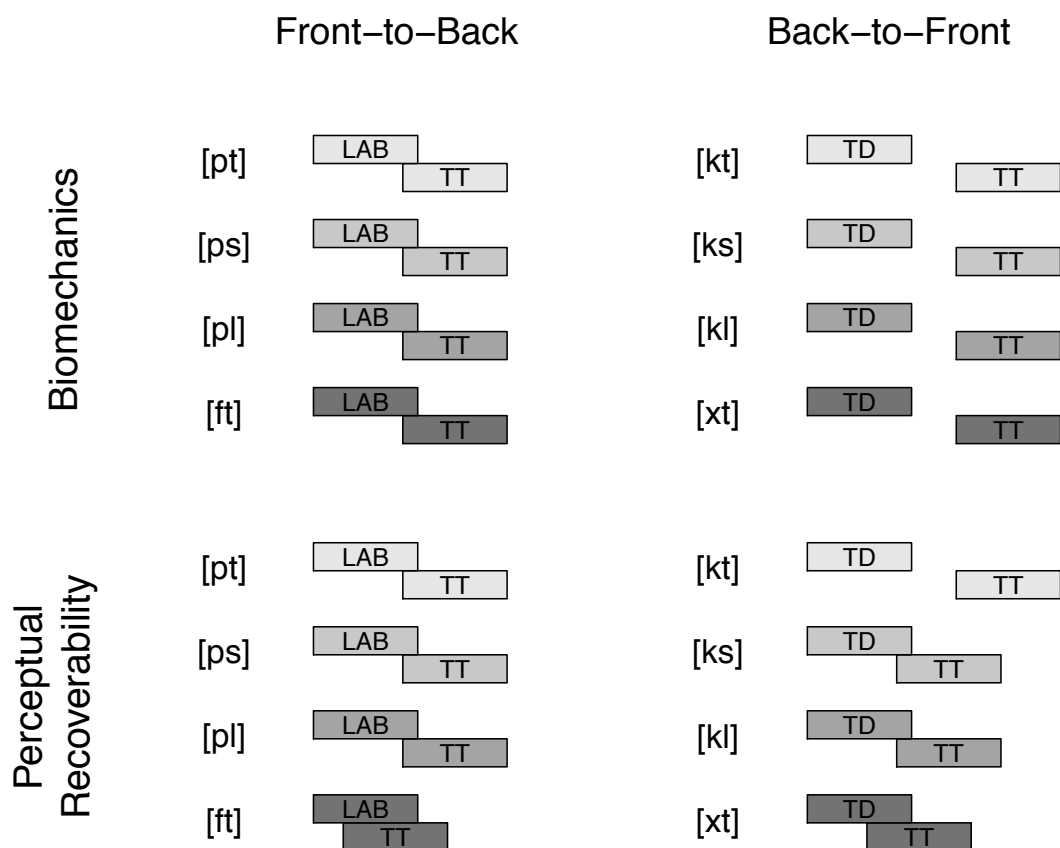 Front–to–Back
Back–to–Front
Biomechanics
[pt] LAB TT
[kt] TD TT
[ps] LAB TT
[ks] TD TT
[pl] LAB TT
[kl] TD TT
[ft] LAB TT
[xt] TD TT
Perceptual
Recoverability
[pt] LAB TT
[kt] TD TT
[ps] LAB TT
[ks] TD TT
[pl] LAB TT
[kl] TD TT
[ft] LAB TT
[xt] TD TT